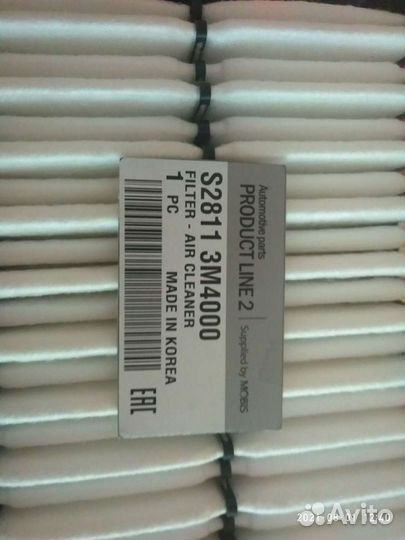 Automotive parts
PRODUCT LINE 2
Supplied by MOBIS
S2811 3M4000
FILTER - AIR CLEANER
1 PC MADE IN KOREA
EAC
Avito